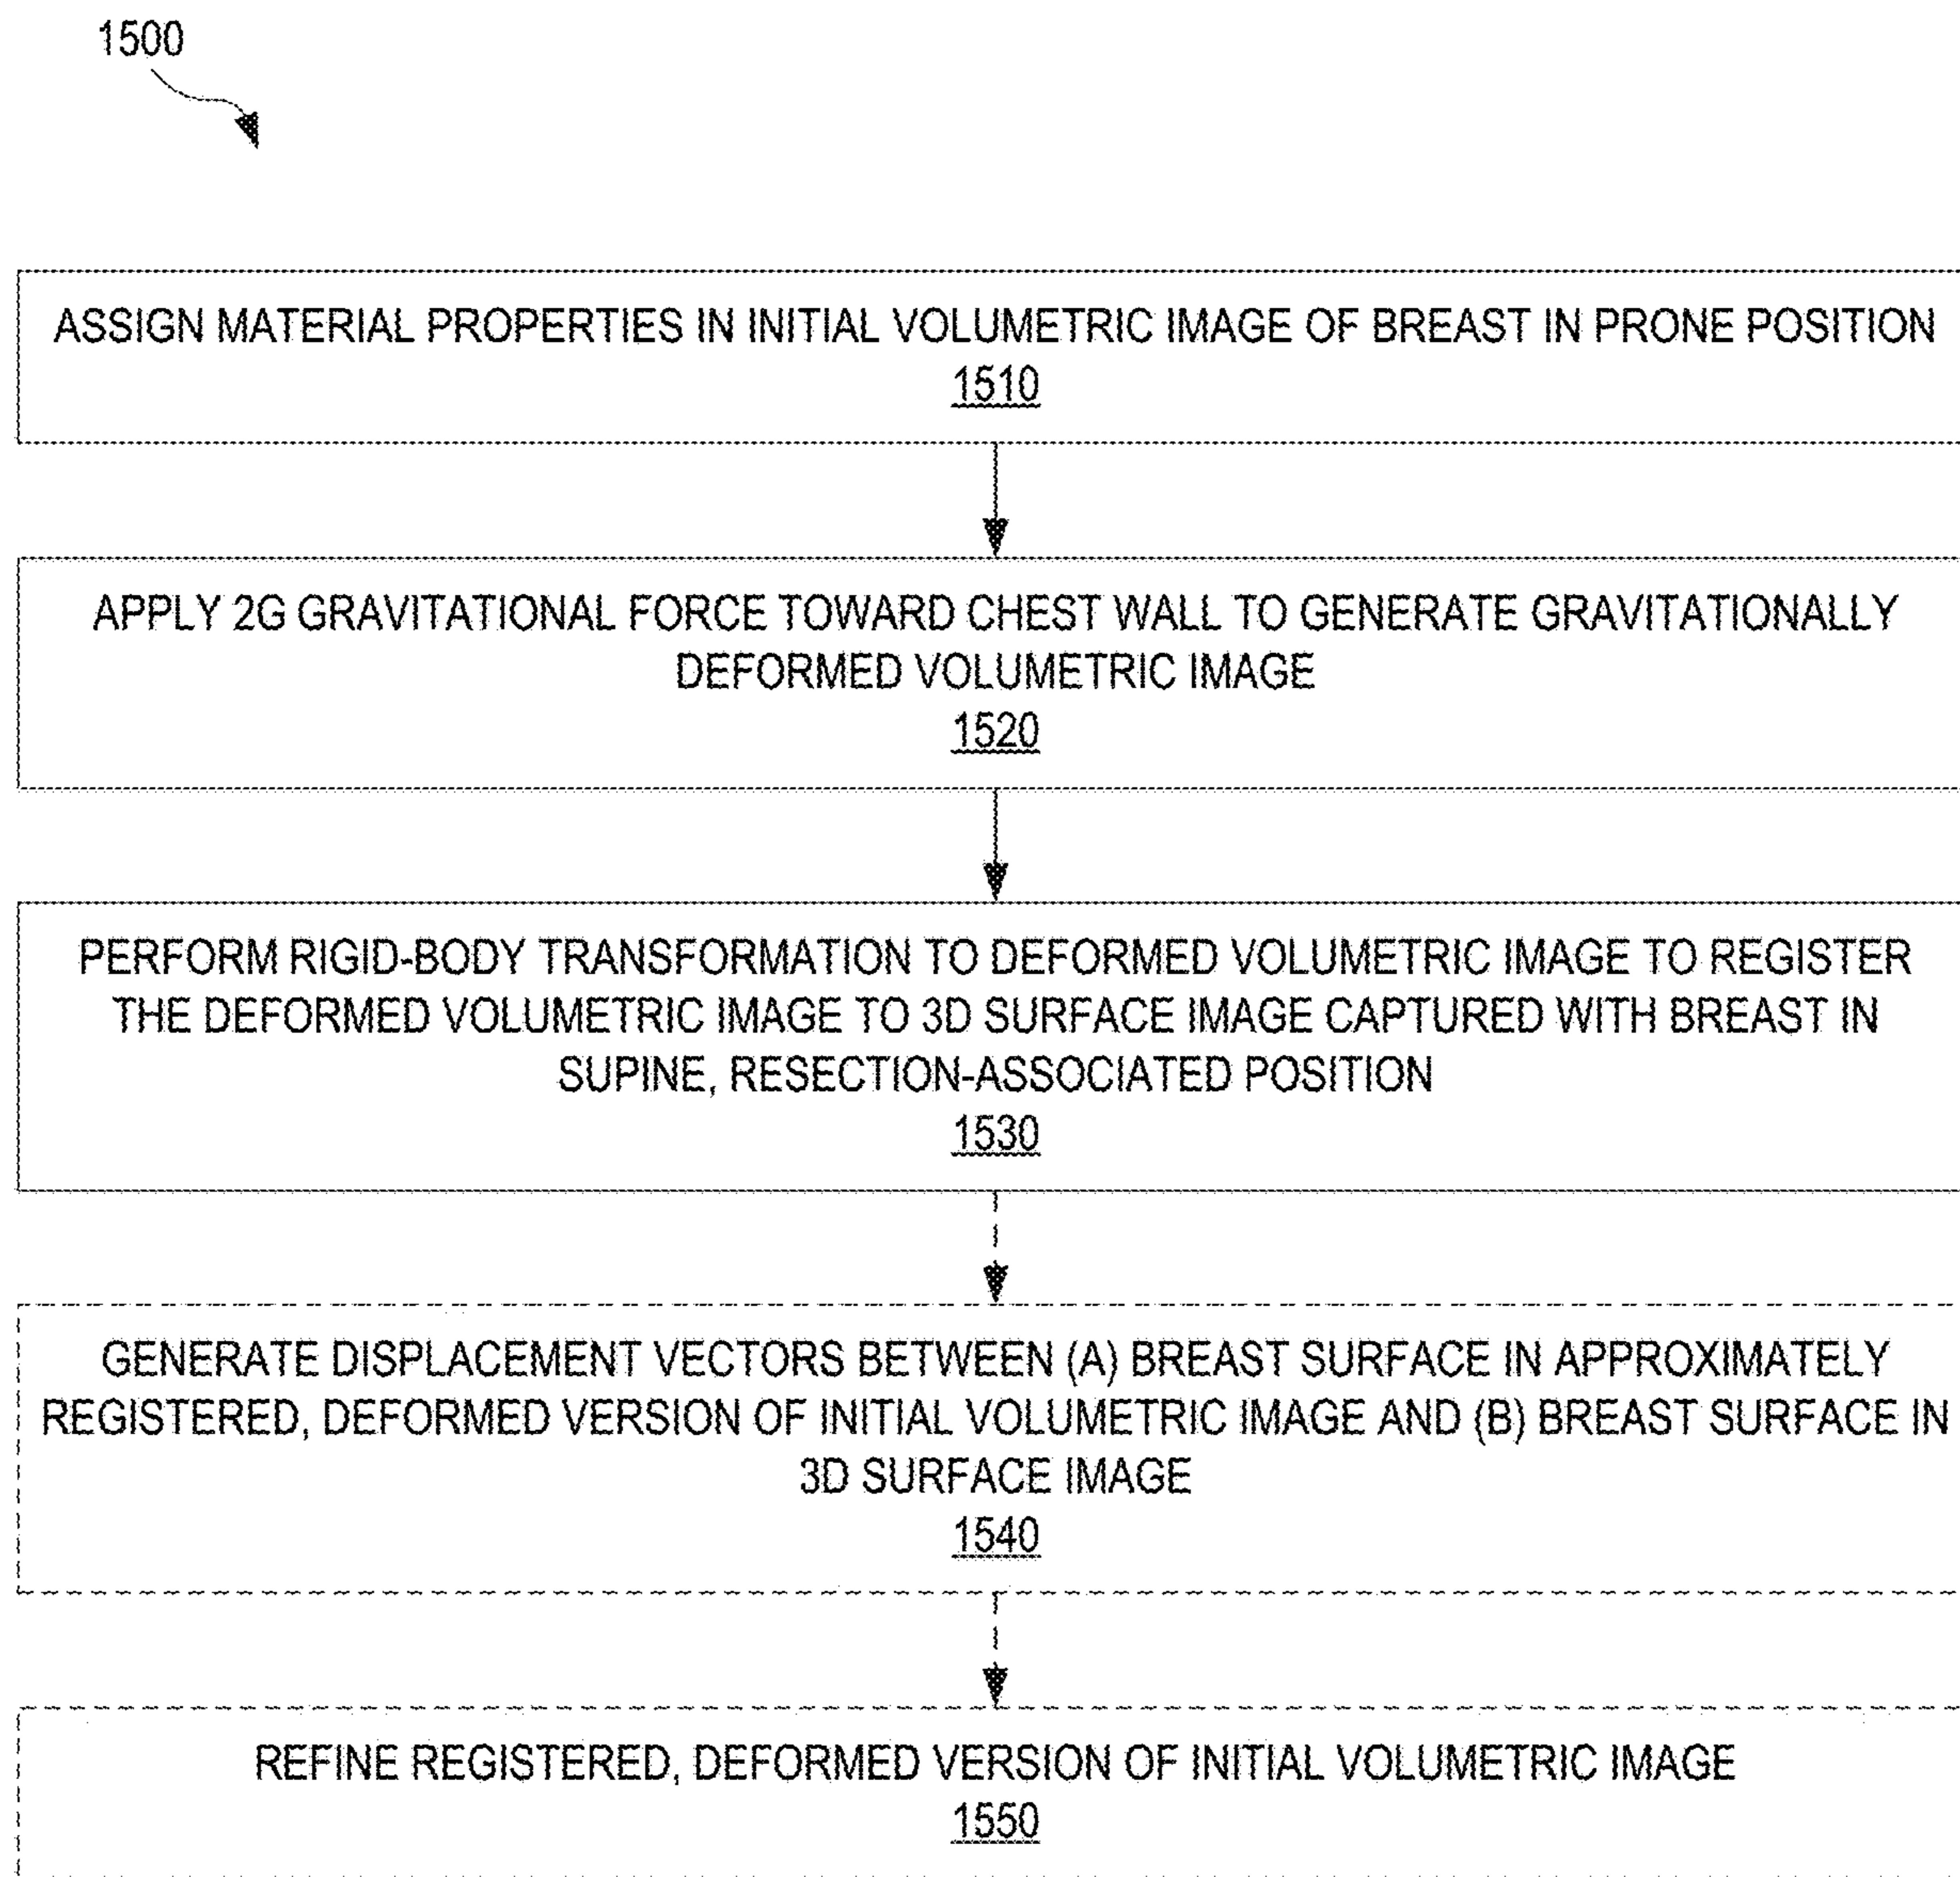 1500
ASSIGN MATERIAL PROPERTIES IN INITIAL VOLUMETRIC IMAGE OF BREAST IN PRONE POSITION
1510
APPLY 2G GRAVITATIONAL FORCE TOWARD CHEST WALL TO GENERATE GRAVITATIONALLY
DEFORMED VOLUMETRIC IMAGE
1520
PERFORM RIGID-BODY TRANSFORMATION TO DEFORMED VOLUMETRIC IMAGE TO REGISTER
THE DEFORMED VOLUMETRIC IMAGE TO 3D SURFACE IMAGE CAPTURED WITH BREAST IN
SUPINE, RESECTION-ASSOCIATED POSITION
1530
GENERATE DISPLACEMENT VECTORS BETWEEN (A) BREAST SURFACE IN APPROXIMATELY
REGISTERED, DEFORMED VERSION OF INITIAL VOLUMETRIC IMAGE AND (B) BREAST SURFACE IN
3D SURFACE IMAGE
1540
REFINE REGISTERED, DEFORMED VERSION OF INITIAL VOLUMETRIC IMAGE
1550